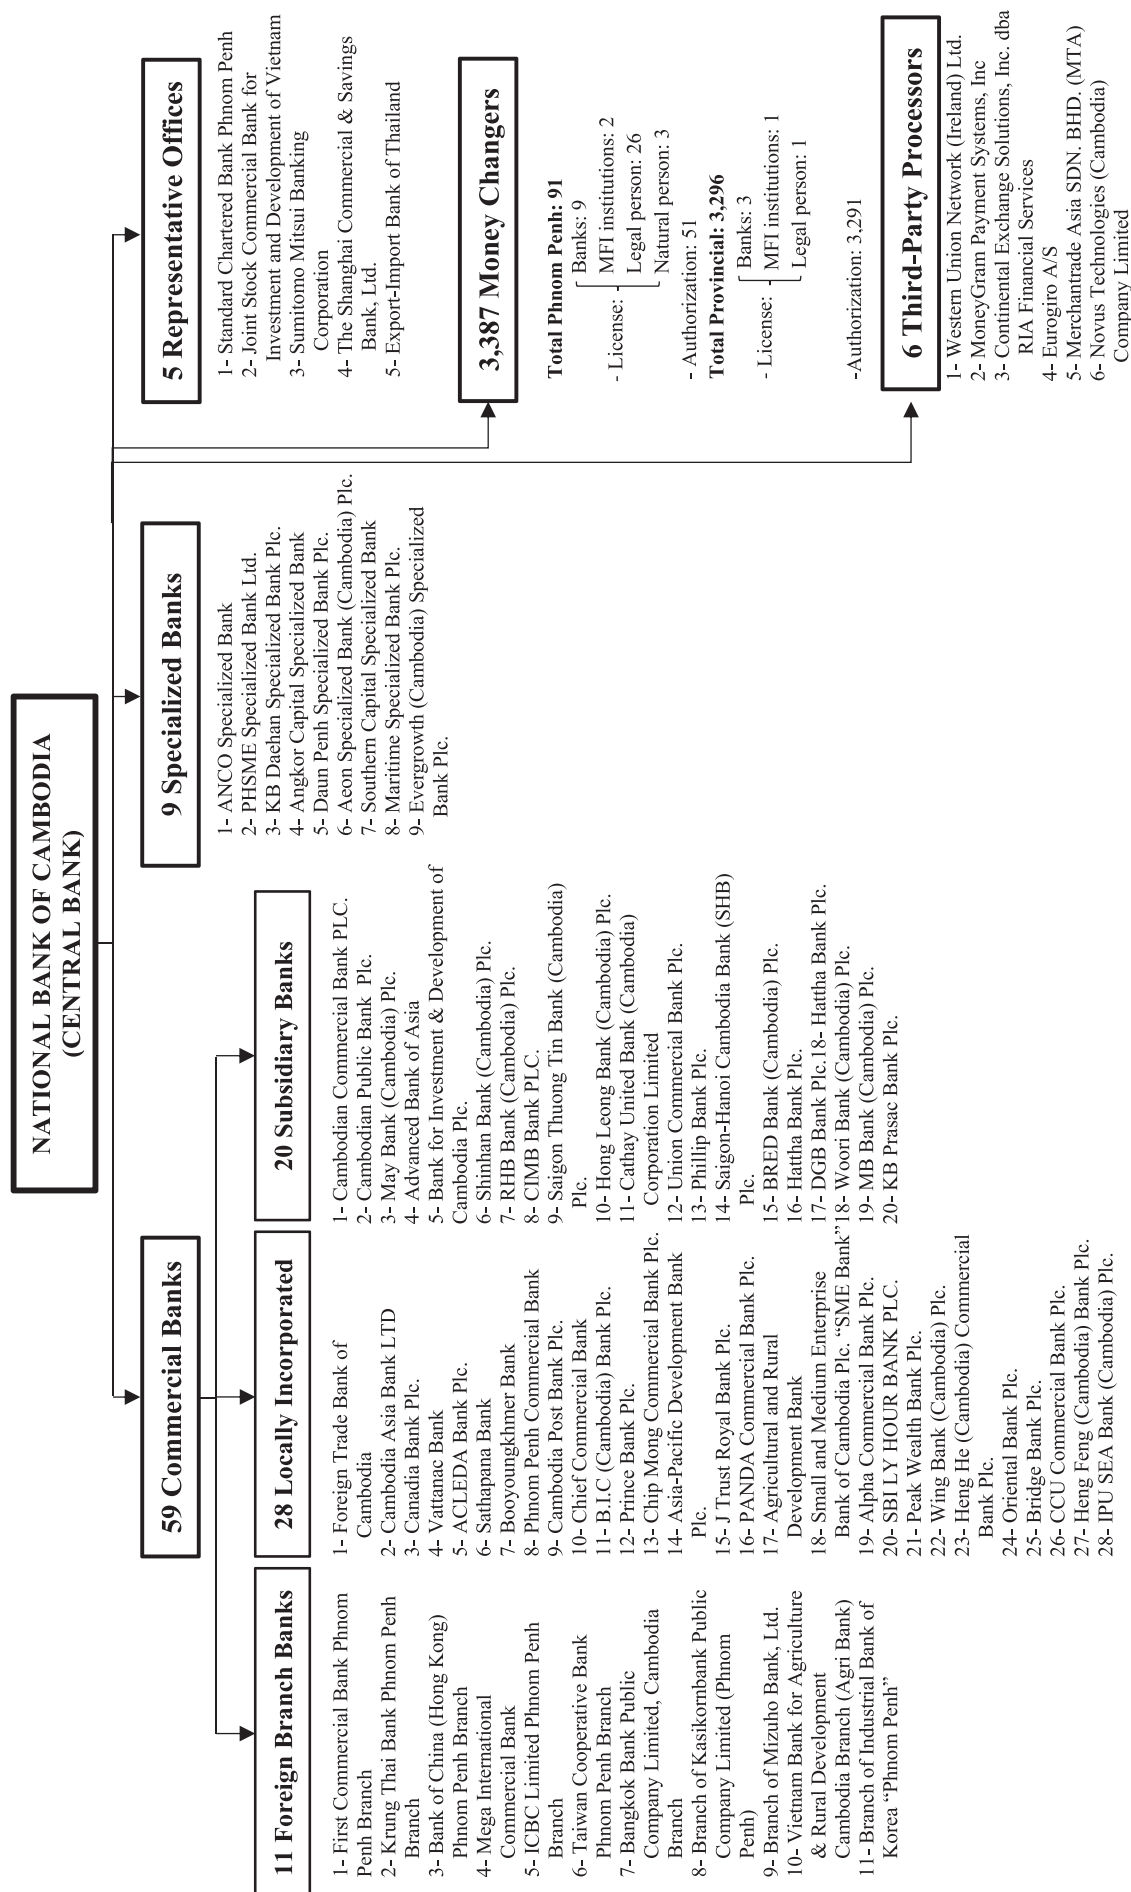 NATIONAL BANK OF CAMBODIA
(CENTRAL BANK)
59 Commercial Banks
11 Foreign Branch Banks
1- First Commercial Bank Phnom
Penh Branch
2- Krung Thai Bank Phnom Penh
Branch
3- Bank of China (Hong Kong)
Phnom Penh Branch
4- Mega International
Commercial Bank
5- ICBC Limited Phnom Penh
Branch
6- Taiwan Cooperative Bank
Phnom Penh Branch
7- Bangkok Bank Public
Company Limited, Cambodia
Branch
8- Branch of Kasikornbank Public
Company Limited (Phnom
Penh)
9- Branch of Mizuho Bank, Ltd.
10- Vietnam Bank for Agriculture
& Rural Development
Cambodia Branch (Agri Bank)
11- Branch of Industrial Bank of
Korea “Phnom Penh”
28 Locally Incorporated
1- Foreign Trade Bank of
Cambodia
2- Cambodia Asia Bank LTD
3- Canadia Bank Plc.
4- Vattanac Bank
5- ACLEDA Bank Plc.
6- Sathapana Bank
7- Booyoungkhmer Bank
8- Phnom Penh Commercial Bank
9- Cambodia Post Bank Plc.
10- Chief Commercial Bank
11- B.I.C (Cambodia) Bank Plc.
12- Prince Bank Plc.
13- Chip Mong Commercial Bank Plc.
14- Asia-Pacific Development Bank
Plc.
15- J Trust Royal Bank Plc.
16- PANDA Commercial Bank Plc.
17- Agricultural and Rural
Development Bank
18- Small and Medium Enterprise
Bank of Cambodia Plc. “SME Bank”
19- Alpha Commercial Bank Plc.
20- SBI LY HOUR BANK PLC.
21- Peak Wealth Bank Plc.
22- Wing Bank (Cambodia) Plc.
23- Heng He (Cambodia) Commercial
Bank Plc.
24- Oriental Bank Plc.
25- Bridge Bank Plc.
26- CCU Commercial Bank Plc.
27- Heng Feng (Cambodia) Bank Plc.
28- IPU SEA Bank (Cambodia) Plc.
20 Subsidiary Banks
1- Cambodian Commercial Bank PLC.
2- Cambodian Public Bank Plc.
3- May Bank (Cambodia) Plc.
4- Advanced Bank of Asia
5- Bank for Investment & Development of
Cambodia Plc.
6- Shinhan Bank (Cambodia) Plc.
7- RHB Bank (Cambodia) Plc.
8- CIMB Bank PLC.
9- Saigon Thuong Tin Bank (Cambodia)
Plc.
10- Hong Leong Bank (Cambodia) Plc.
11- Cathay United Bank (Cambodia)
Corporation Limited
12- Union Commercial Bank Plc.
13- Phillip Bank Plc.
14- Saigon-Hanoi Cambodia Bank (SHB)
Plc.
15- BRED Bank (Cambodia) Plc.
16- Hattha Bank Plc.
17- DGB Bank Plc.18- Hattha Bank Plc.
18- Woori Bank (Cambodia) Plc.
19- MB Bank (Cambodia) Plc.
20- KB Prasac Bank Plc.
9 Specialized Banks
1- ANCO Specialized Bank
2- PHSME Specialized Bank Ltd.
3- KB Daehan Specialized Bank Plc.
4- Angkor Capital Specialized Bank
5- Daun Penh Specialized Bank Plc.
6- Aeon Specialized Bank (Cambodia) Plc.
7- Southern Capital Specialized Bank
8- Maritime Specialized Bank Plc.
9- Evergrowth (Cambodia) Specialized
Bank Plc.
5 Representative Offices
1- Standard Chartered Bank Phnom Penh
2- Joint Stock Commercial Bank for
Investment and Development of Vietnam
3- Sumitomo Mitsui Banking
Corporation
4- The Shanghai Commercial & Savings
Bank, Ltd.
5- Export-Import Bank of Thailand
3,387 Money Changers
Total Phnom Penh: 91
- License:
Banks: 9
MFI institutions: 2
Legal person: 26
Natural person: 3
- Authorization: 51
Total Provincial: 3,296
- License:
Banks: 3
MFI institutions: 1
Legal person: 1
-Authorization: 3,291
6 Third-Party Processors
1- Western Union Network (Ireland) Ltd.
2- MoneyGram Payment Systems, Inc
3- Continental Exchange Solutions, Inc. dba
RIA Financial Services
4- Eurogiro A/S
5- Merchantrade Asia SDN. BHD. (MTA)
6- Novus Technologies (Cambodia)
Company Limited